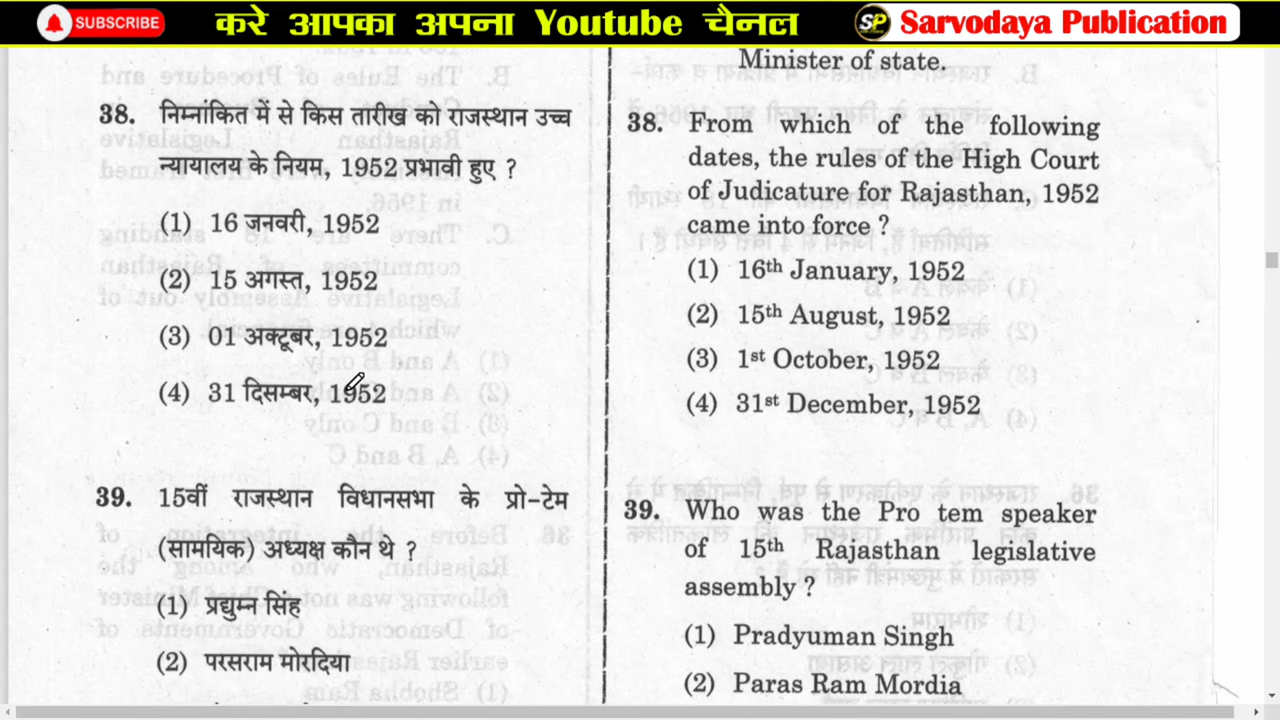 SUBSCRIBE
करे आपका अपना Youtube चैनल
SP
Sarvodaya Publication
38. निम्नांकित में से किस तारीख को राजस्थान उच्च
न्यायालय के नियम, 1952 प्रभावी हुए ?
(1) 16 जनवरी, 1952
(2) 15 अगस्त, 1952
(3) 01 अक्टूबर, 1952
(4) 31 दिसम्बर, 1952
39. 15वीं राजस्थान विधानसभा के प्रो-टेम
(सामयिक) अध्यक्ष कौन थे ?
(1) प्रद्युम्न सिंह
(2) परसराम मोरदिया
Minister of state.
38. From which of the following
dates, the rules of the High Court
of Judicature for Rajasthan, 1952
came into force ?
(1) 16th January, 1952
(2) 15th August, 1952
(3) 1st October, 1952
(4) 31st December, 1952
39. Who was the Pro tem speaker
of 15th Rajasthan legislative
assembly ?
(1) Pradyuman Singh
(2) Paras Ram Mordia